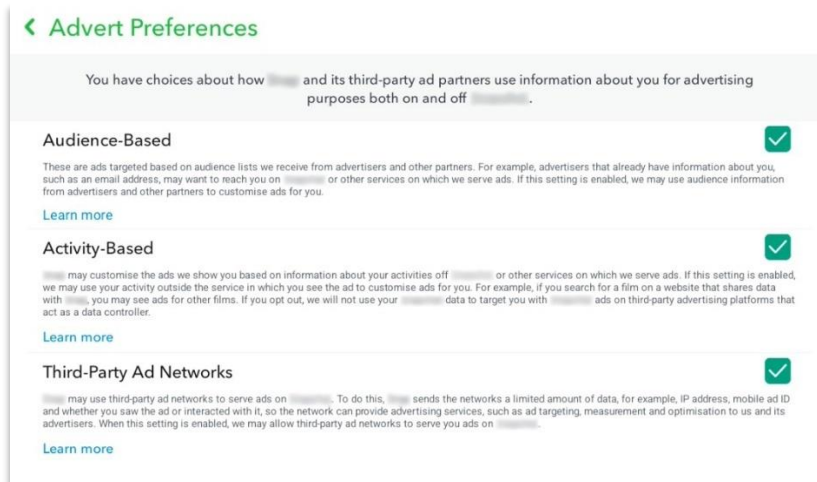 Advert Preferences
You have choices about how and its third-party ad partners use information about you for advertising
purposes both on and off .
Audience-Based
These are ads targeted based on audience lists we receive from advertisers and other partners. For example, advertisers that already have information about you,
such as an email address, may want to reach you on or other services on which we serve ads. If this setting is enabled, we may use audience information
from advertisers and other partners to customise ads for you.
Learn more
Activity-Based
may customise the ads we show you based on information about your activities off or other services on which we serve ads. If this setting is enabled,
we may use your activity outside the service in which you see the ad to customise ads for you. For example, if you search for a film on a website that shares data
with , you may see ads for other films. If you opt out, we will not use your data to target you with ads on third-party advertising platforms that
act as a data controller.
Learn more
Third-Party Ad Networks
may use third-party ad networks to serve ads on . To do this, sends the networks a limited amount of data, for example, IP address, mobile ad ID
and whether you saw the ad or interacted with it, so the network can provide advertising services, such as ad targeting, measurement and optimisation to us and its
advertisers. When this setting is enabled, we may allow third-party ad networks to serve you ads on .
Learn more